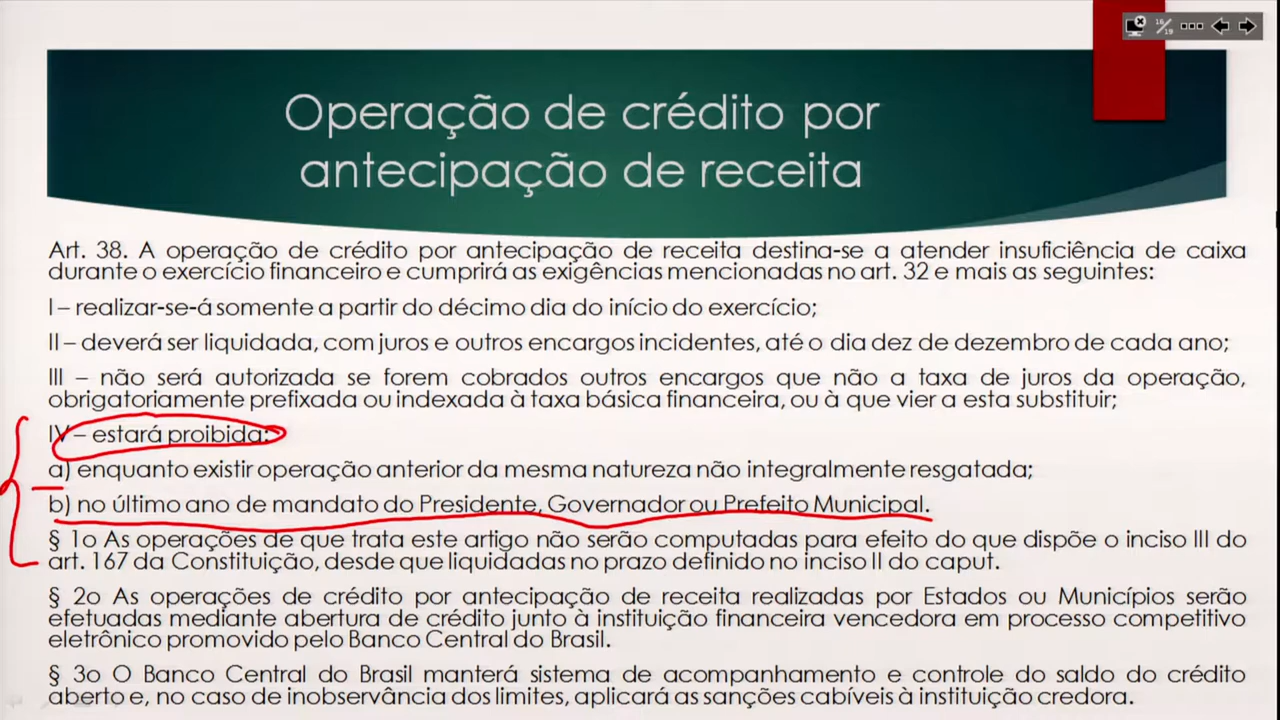 16/19
Operação de crédito por
antecipação de receita
Art. 38. A operação de crédito por antecipação de receita destina-se a atender insuficiência de caixa
durante o exercício financeiro e cumprirá as exigências mencionadas no art. 32 e mais as seguintes:
I – realizar-se-á somente a partir do décimo dia do início do exercício;
II – deverá ser liquidada, com juros e outros encargos incidentes, até o dia dez de dezembro de cada ano;
III – não será autorizada se forem cobrados outros encargos que não a taxa de juros da operação,
obrigatoriamente prefixada ou indexada à taxa básica financeira, ou à que vier a esta substituir;
IV – estará proibida:
a) enquanto existir operação anterior da mesma natureza não integralmente resgatada;
b) no último ano de mandato do Presidente, Governador ou Prefeito Municipal.
§ 1o As operações de que trata este artigo não serão computadas para efeito do que dispõe o inciso III do
art. 167 da Constituição, desde que liquidadas no prazo definido no inciso II do caput.
§ 2o As operações de crédito por antecipação de receita realizadas por Estados ou Municípios serão
efetuadas mediante abertura de crédito junto à instituição financeira vencedora em processo competitivo
eletrônico promovido pelo Banco Central do Brasil.
§ 3o O Banco Central do Brasil manterá sistema de acompanhamento e controle do saldo do crédito
aberto e, no caso de inobservância dos limites, aplicará as sanções cabíveis à instituição credora.